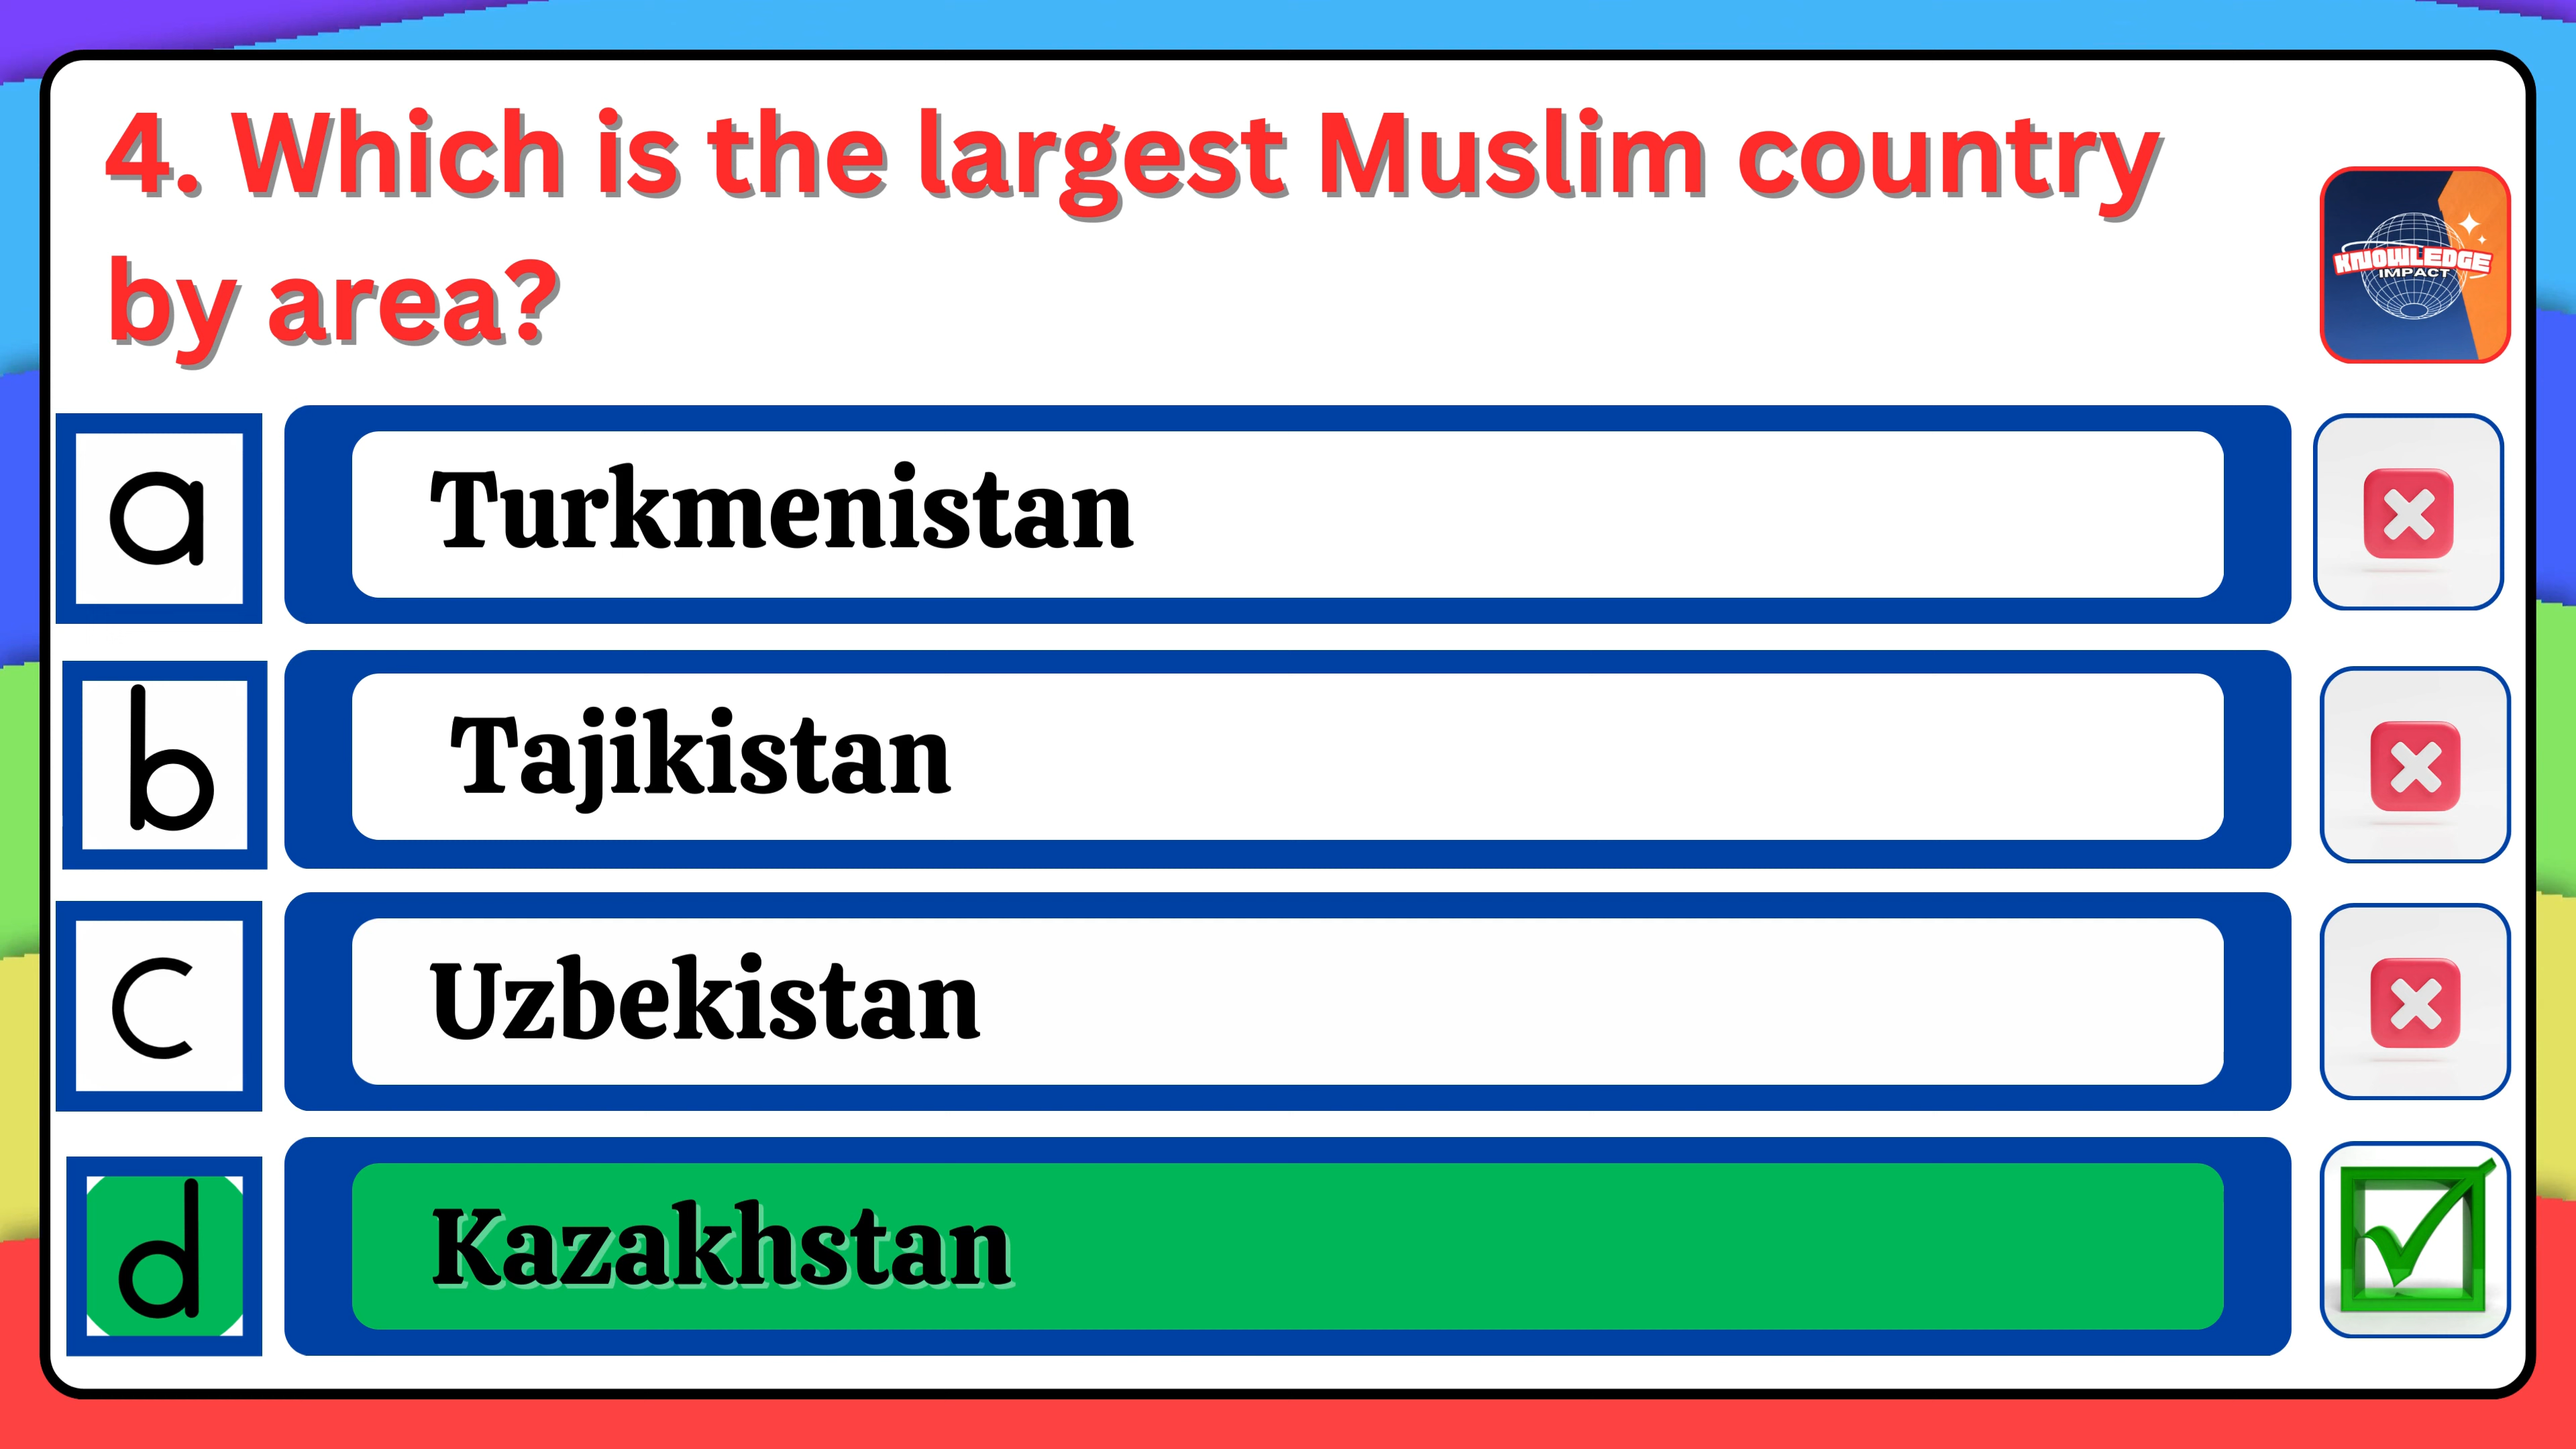 4. Which is the largest Muslim country
by area?
KNOWLEDGE
IMPACT
a
Turkmenistan
b
Tajikistan
c
Uzbekistan
d
Kazakhstan